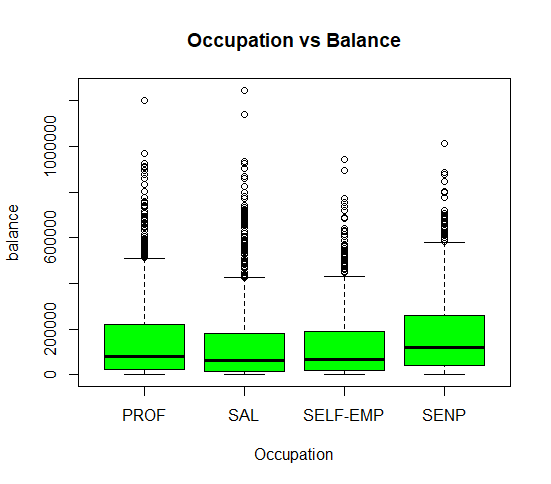 Occupation vs Balance
balance
1000000
600000
200000
0
PROF SAL SELF-EMP SENP
Occupation